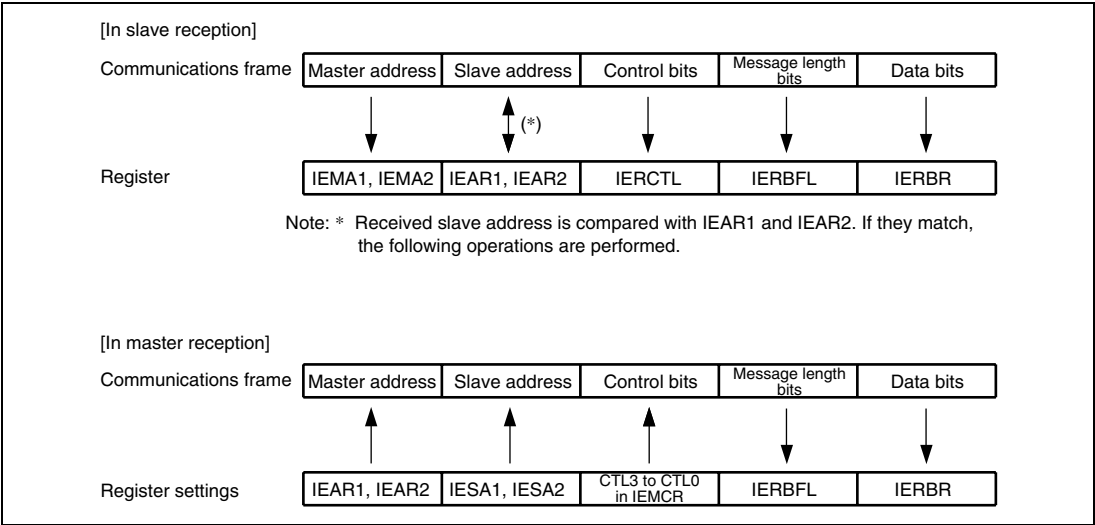 [In slave reception]
Communications frame Master address Slave address Control bits Message length bits Data bits
(*)
Register IEMA1, IEMA2 IEAR1, IEAR2 IERCTL IERBFL IERBR
Note: * Received slave address is compared with IEAR1 and IEAR2. If they match,
the following operations are performed.
[In master reception]
Communications frame Master address Slave address Control bits Message length bits Data bits
Register settings IEAR1, IEAR2 IESA1, IESA2 CTL3 to CTL0 in IEMCR IERBFL IERBR